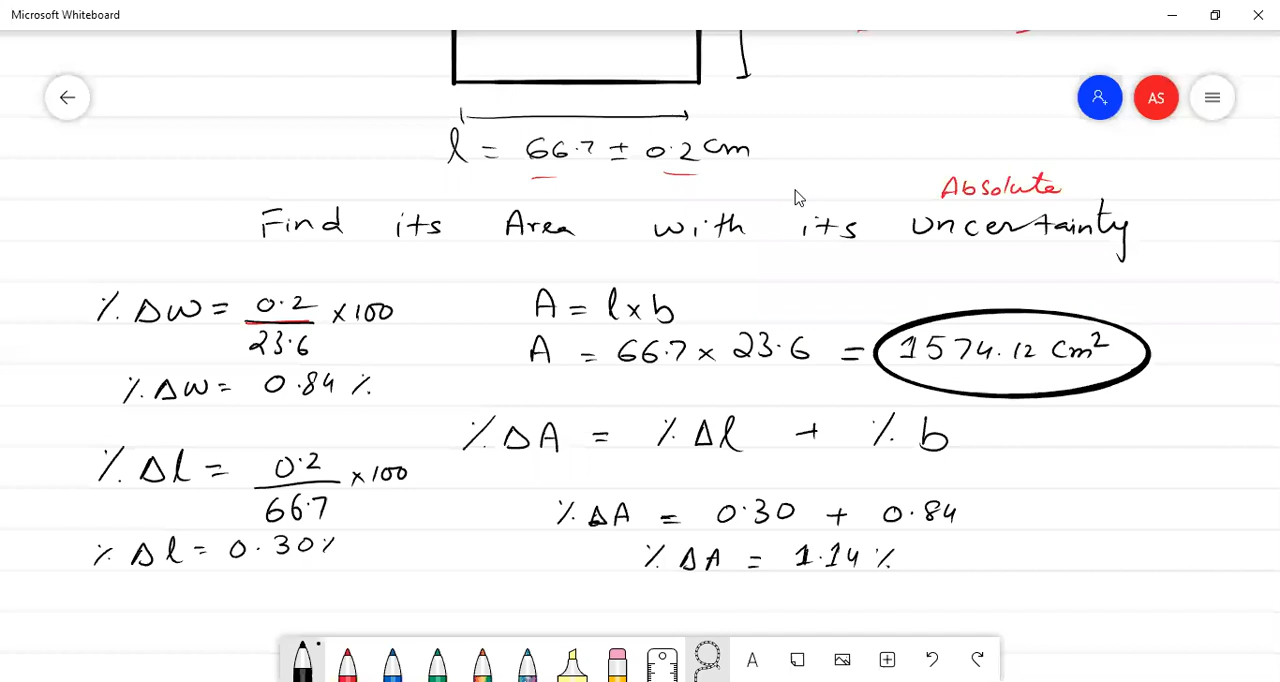 Microsoft Whiteboard
AS
l = 66.7 ± 0.2 cm
Absolute
Find its Area with its uncertainty
% Δw = 0.2 / 23.6 × 100
% Δw = 0.84 %
% Δl = 0.2 / 66.7 × 100
% Δl = 0.30%
A = l × b
A = 66.7 × 23.6 = 1574.12 cm²
% ΔA = % Δl + % b
% ΔA = 0.30 + 0.84
% ΔA = 1.14 %
A